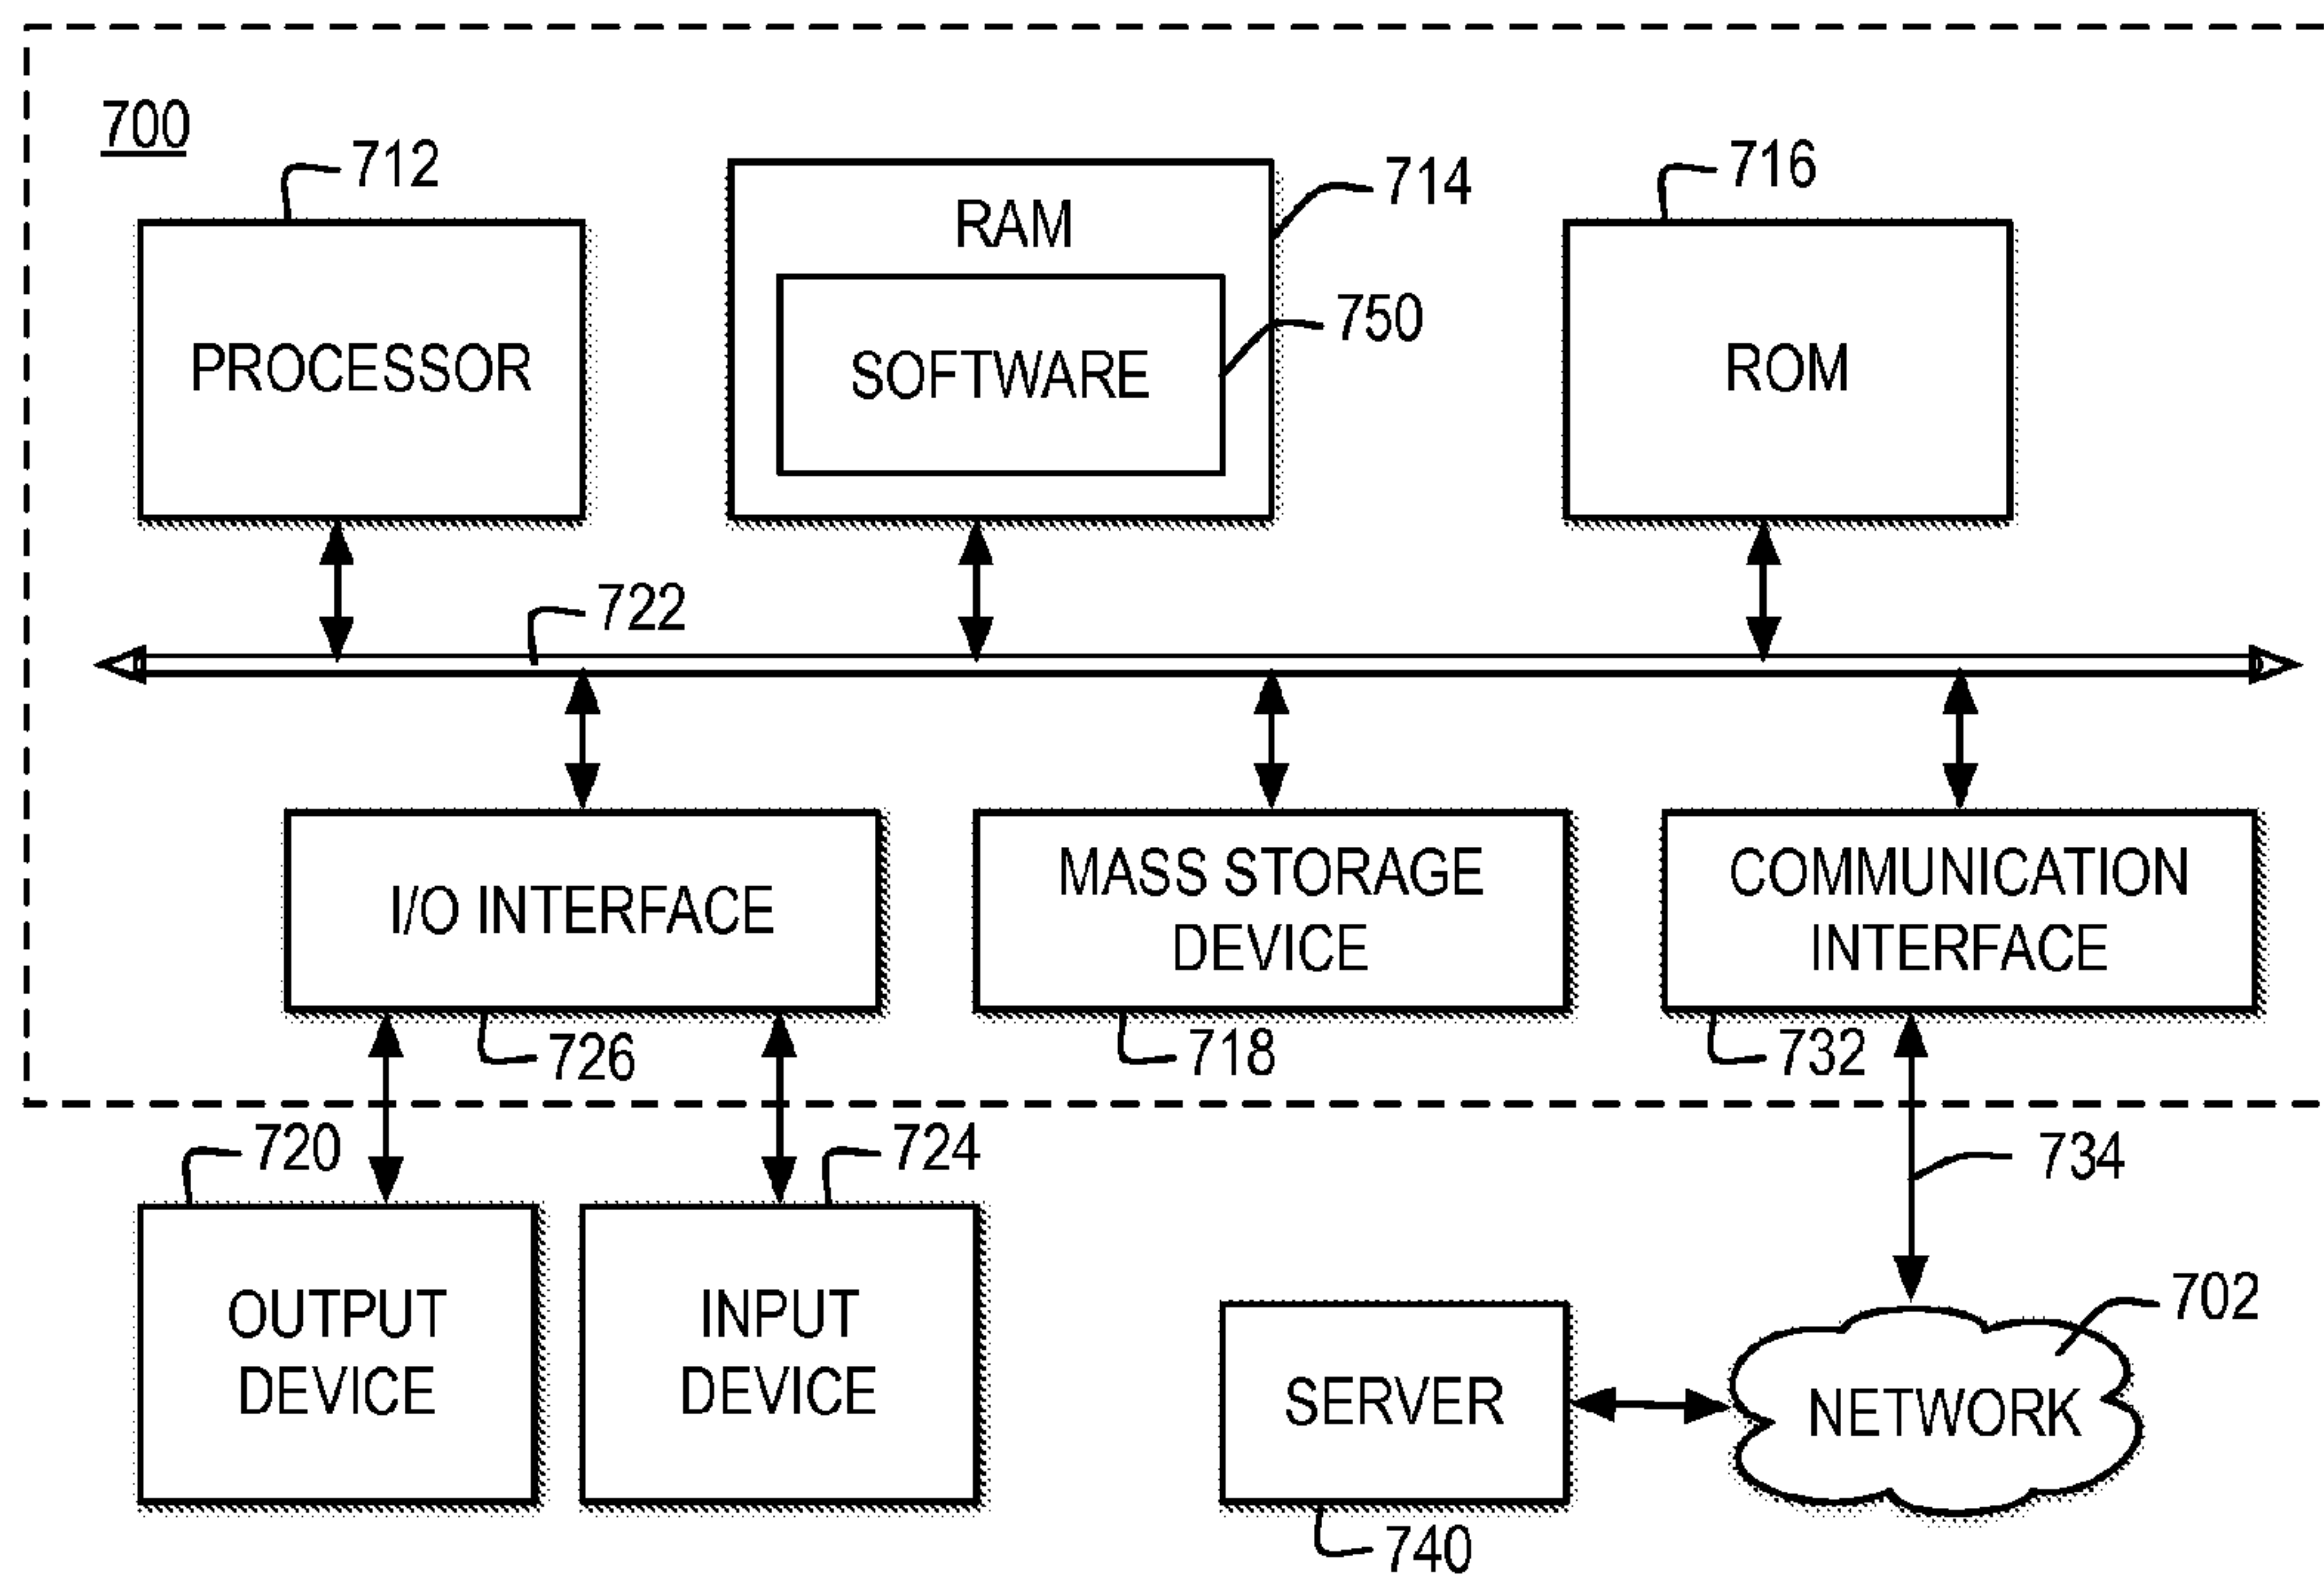 700
712
714
716
RAM
750
PROCESSOR
SOFTWARE
ROM
722
I/O INTERFACE
MASS STORAGE
DEVICE
COMMUNICATION
INTERFACE
726
718
732
720
724
734
OUTPUT
DEVICE
INPUT
DEVICE
702
SERVER
NETWORK
740